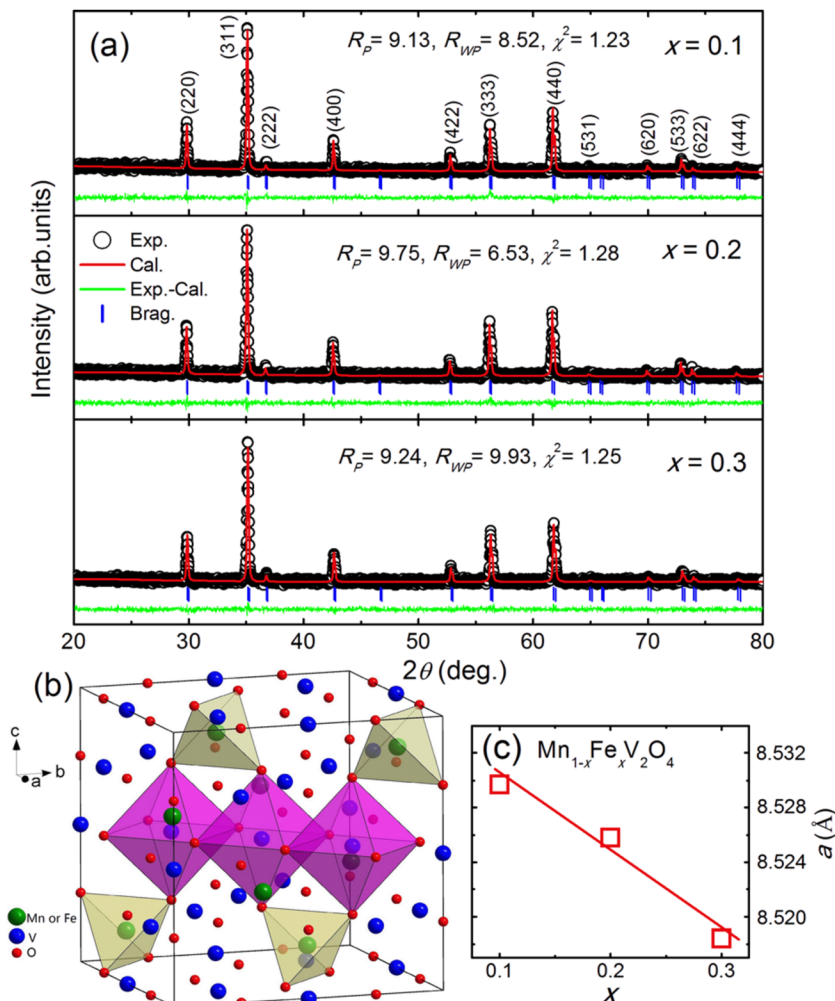 (a)
R_P = 9.13, R_WP = 8.52, χ² = 1.23
x = 0.1
(220)
(311)
(222)
(400)
(422)
(333)
(440)
(531)
(620)
(533)
(622)
(444)
Intensity (arb.units)
Exp.
Cal.
Exp.-Cal.
Brag.
R_P = 9.75, R_WP = 6.53, χ² = 1.28
x = 0.2
R_P = 9.24, R_WP = 9.93, χ² = 1.25
x = 0.3
20 30 40 50 60 70 80
2θ (deg.)
(b)
c
b
a
Mn or Fe
V
O
(c) Mn₁₋ₓFeₓV₂O₄
8.532
8.528
8.524
8.520
a (Å)
0.1 0.2 0.3
x